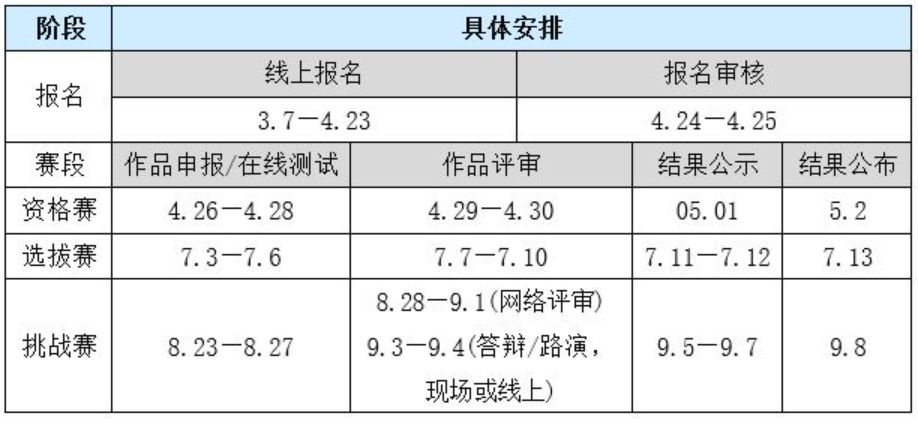 阶段 具体安排
报名 线上报名 报名审核
3.7—4.23 4.24—4.25
赛段 作品申报/在线测试 作品评审 结果公示 结果公布
资格赛 4.26—4.28 4.29—4.30 05.01 5.2
选拔赛 7.3—7.6 7.7—7.10 7.11—7.12 7.13
挑战赛 8.23—8.27 8.28—9.1(网络评审)
9.3—9.4(答辩/路演，
现场或线上) 9.5—9.7 9.8